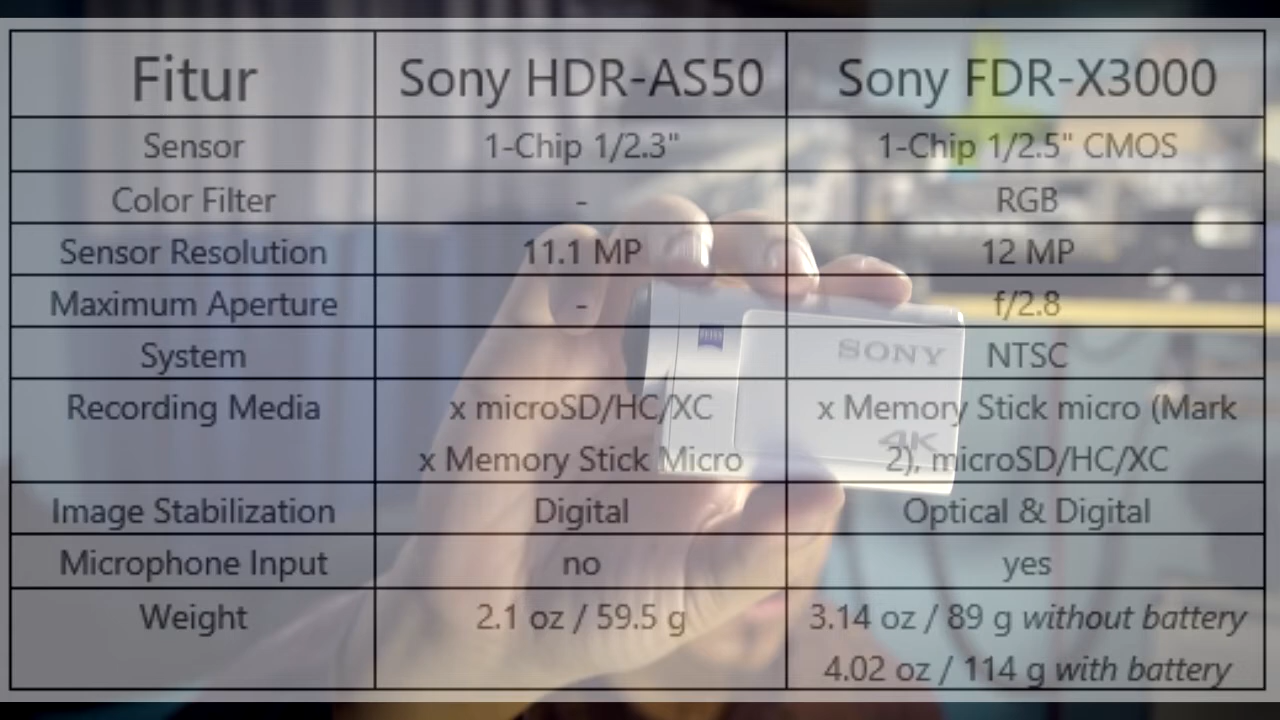 Fitur Sony HDR-AS50 Sony FDR-X3000
Sensor 1-Chip 1/2.3" 1-Chip 1/2.5" CMOS
Color Filter - RGB
Sensor Resolution 11.1 MP 12 MP
Maximum Aperture - f/2.8
System NTSC
Recording Media x microSD/HC/XC x Memory Stick micro (Mark
x Memory Stick Micro 2), microSD/HC/XC
Image Stabilization Digital Optical & Digital
Microphone Input no yes
Weight 2.1 oz / 59.5 g 3.14 oz / 89 g without battery
4.02 oz / 114 g with battery
SONY
4K